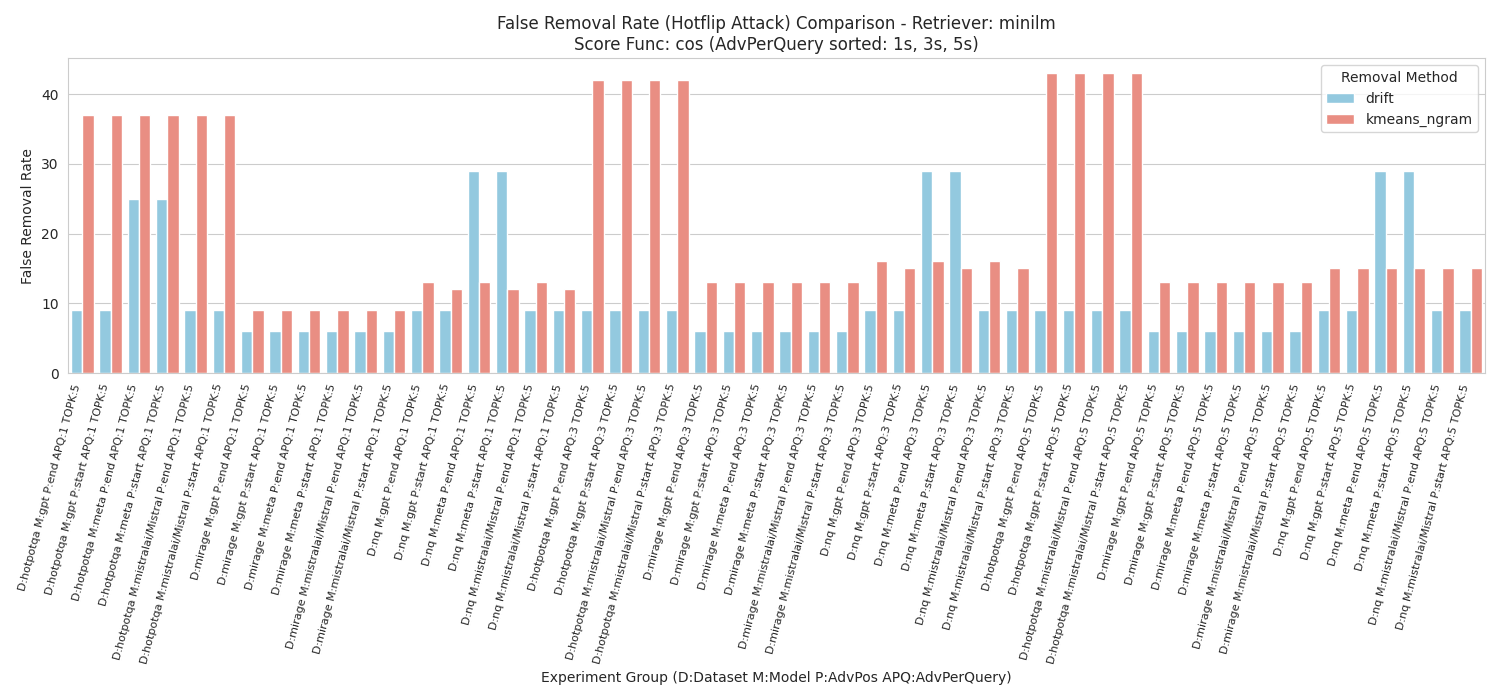 False Removal Rate (Hotflip Attack) Comparison - Retriever: minilm
Score Func: cos (AdvPerQuery sorted: 1s, 3s, 5s)
Removal Method
drift
kmeans_ngram
False Removal Rate
40
30
20
10
0
D:hotpotqa M:gpt P:end APQ:1 TOPK:5
D:hotpotqa M:gpt P:start APQ:1 TOPK:5
D:hotpotqa M:meta P:end APQ:1 TOPK:5
D:hotpotqa M:meta P:start APQ:1 TOPK:5
D:hotpotqa M:mistralai/Mistral P:end APQ:1 TOPK:5
D:hotpotqa M:mistralai/Mistral P:start APQ:1 TOPK:5
D:mirage M:gpt P:end APQ:1 TOPK:5
D:mirage M:gpt P:start APQ:1 TOPK:5
D:mirage M:meta P:end APQ:1 TOPK:5
D:mirage M:meta P:start APQ:1 TOPK:5
D:mirage M:mistralai/Mistral P:end APQ:1 TOPK:5
D:mirage M:mistralai/Mistral P:start APQ:1 TOPK:5
D:nq M:gpt P:end APQ:1 TOPK:5
D:nq M:gpt P:start APQ:1 TOPK:5
D:nq M:meta P:end APQ:1 TOPK:5
D:nq M:meta P:start APQ:1 TOPK:5
D:nq M:mistralai/Mistral P:end APQ:1 TOPK:5
D:nq M:mistralai/Mistral P:start APQ:1 TOPK:5
D:hotpotqa M:gpt P:end APQ:3 TOPK:5
D:hotpotqa M:gpt P:start APQ:3 TOPK:5
D:hotpotqa M:mistralai/Mistral P:end APQ:3 TOPK:5
D:hotpotqa M:mistralai/Mistral P:start APQ:3 TOPK:5
D:mirage M:gpt P:end APQ:3 TOPK:5
D:mirage M:gpt P:start APQ:3 TOPK:5
D:mirage M:meta P:end APQ:3 TOPK:5
D:mirage M:meta P:start APQ:3 TOPK:5
D:mirage M:mistralai/Mistral P:end APQ:3 TOPK:5
D:mirage M:mistralai/Mistral P:start APQ:3 TOPK:5
D:nq M:gpt P:end APQ:3 TOPK:5
D:nq M:gpt P:start APQ:3 TOPK:5
D:nq M:meta P:end APQ:3 TOPK:5
D:nq M:meta P:start APQ:3 TOPK:5
D:nq M:mistralai/Mistral P:end APQ:3 TOPK:5
D:nq M:mistralai/Mistral P:start APQ:3 TOPK:5
D:hotpotqa M:gpt P:end APQ:5 TOPK:5
D:hotpotqa M:gpt P:start APQ:5 TOPK:5
D:hotpotqa M:mistralai/Mistral P:end APQ:5 TOPK:5
D:hotpotqa M:mistralai/Mistral P:start APQ:5 TOPK:5
D:mirage M:gpt P:end APQ:5 TOPK:5
D:mirage M:gpt P:start APQ:5 TOPK:5
D:mirage M:meta P:end APQ:5 TOPK:5
D:mirage M:meta P:start APQ:5 TOPK:5
D:mirage M:mistralai/Mistral P:end APQ:5 TOPK:5
D:mirage M:mistralai/Mistral P:start APQ:5 TOPK:5
D:nq M:gpt P:end APQ:5 TOPK:5
D:nq M:gpt P:start APQ:5 TOPK:5
D:nq M:meta P:end APQ:5 TOPK:5
D:nq M:meta P:start APQ:5 TOPK:5
D:nq M:mistralai/Mistral P:end APQ:5 TOPK:5
D:nq M:mistralai/Mistral P:start APQ:5 TOPK:5
Experiment Group (D:Dataset M:Model P:AdvPos APQ:AdvPerQuery)